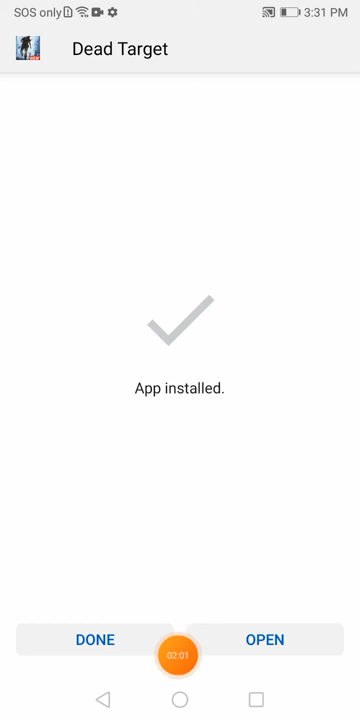 SOS only 3:31 PM
Dead Target
App installed.
DONE OPEN
02:01